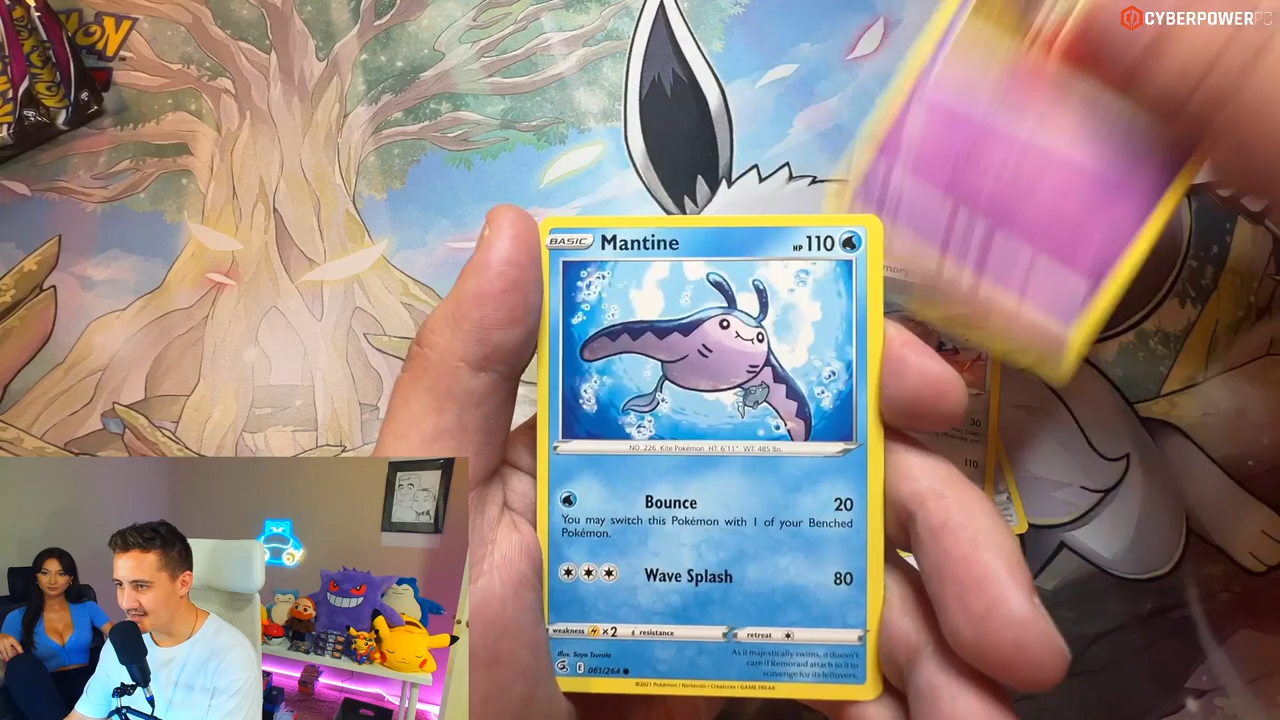 CYBERPOWERPC
BASIC Mantine HP 110
mory
NO. 226 Kite Pokémon HT: 6'11" WT: 485 lbs.
30
110
Bounce 20
You may switch this Pokémon with 1 of your Benched
Pokémon.
Wave Splash 80
weakness ×2 resistance retreat
Illus. Saya Tsuruta
As it majestically swims, it doesn't
care if Remoraid attach to it to
scavenge for its leftovers.
E 061/264
©2021 Pokémon / Nintendo / Creatures / GAME FREAK